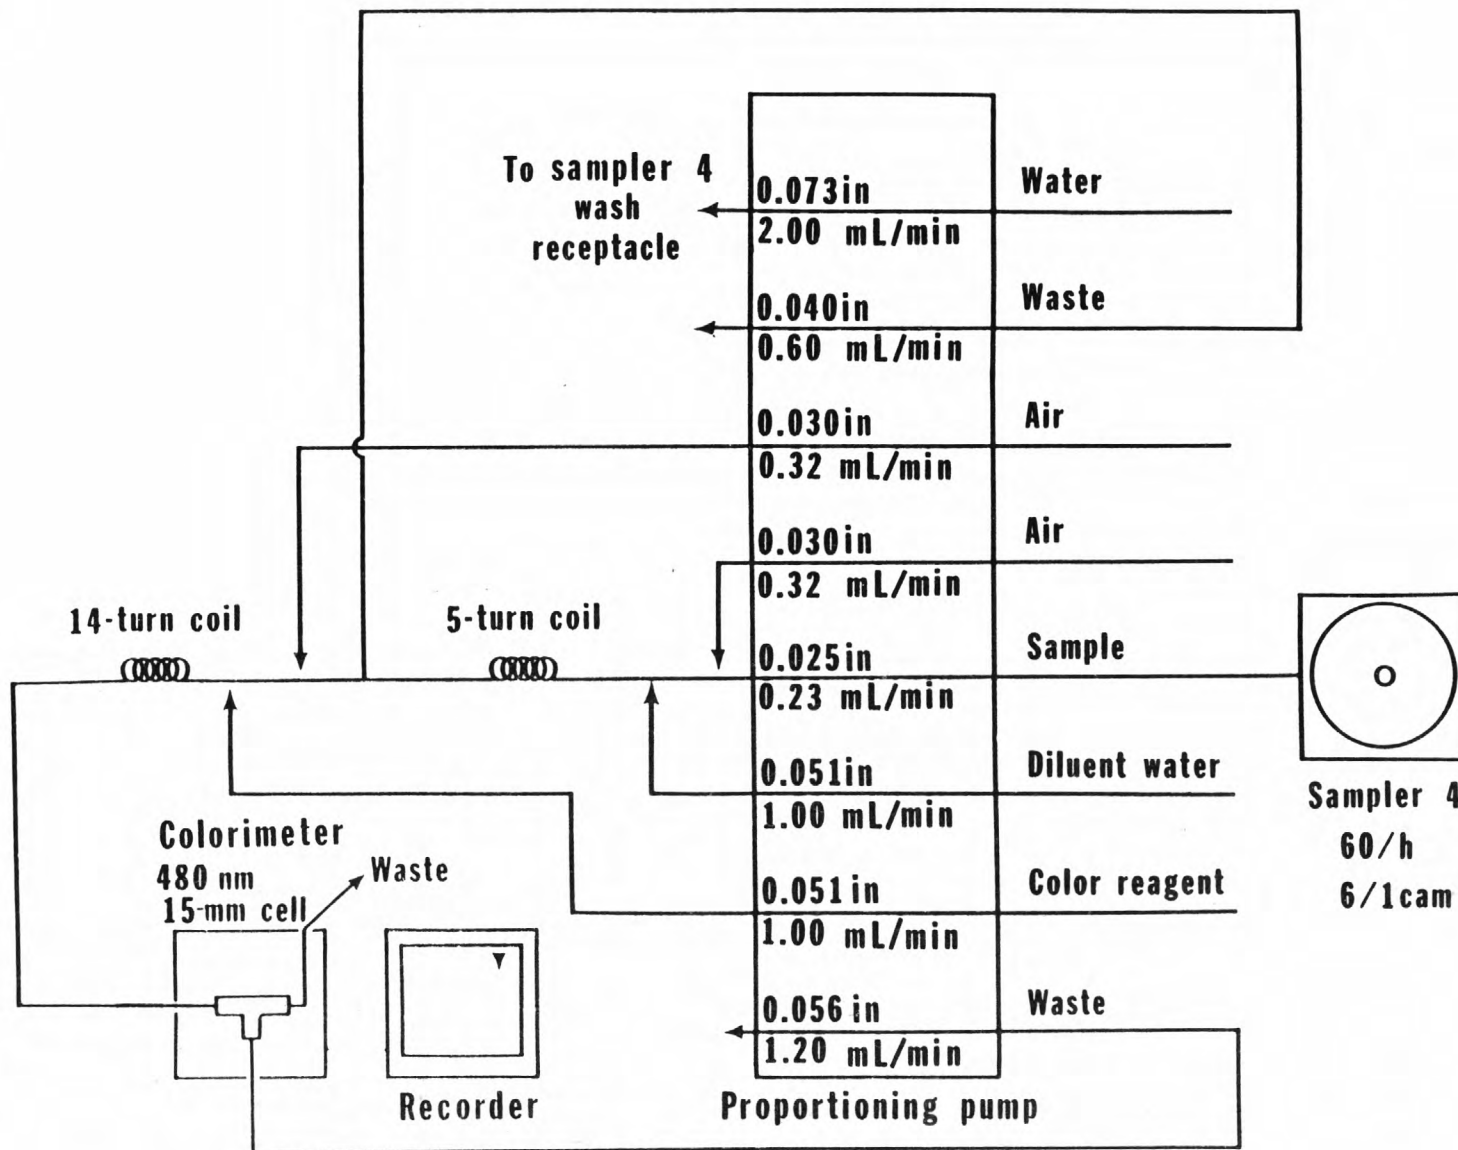 To sampler 4
wash
receptacle
0.073in
2.00 mL/min
Water
0.040in
0.60 mL/min
Waste
0.030in
0.32 mL/min
Air
0.030in
0.32 mL/min
Air
14-turn coil
5-turn coil
0.025in
0.23 mL/min
Sample
0.051in
1.00 mL/min
Diluent water
Sampler 4
60/h
6/1cam
Colorimeter
480 nm
15-mm cell
Waste
0.051in
1.00 mL/min
Color reagent
0.056in
1.20 mL/min
Waste
Recorder
Proportioning pump